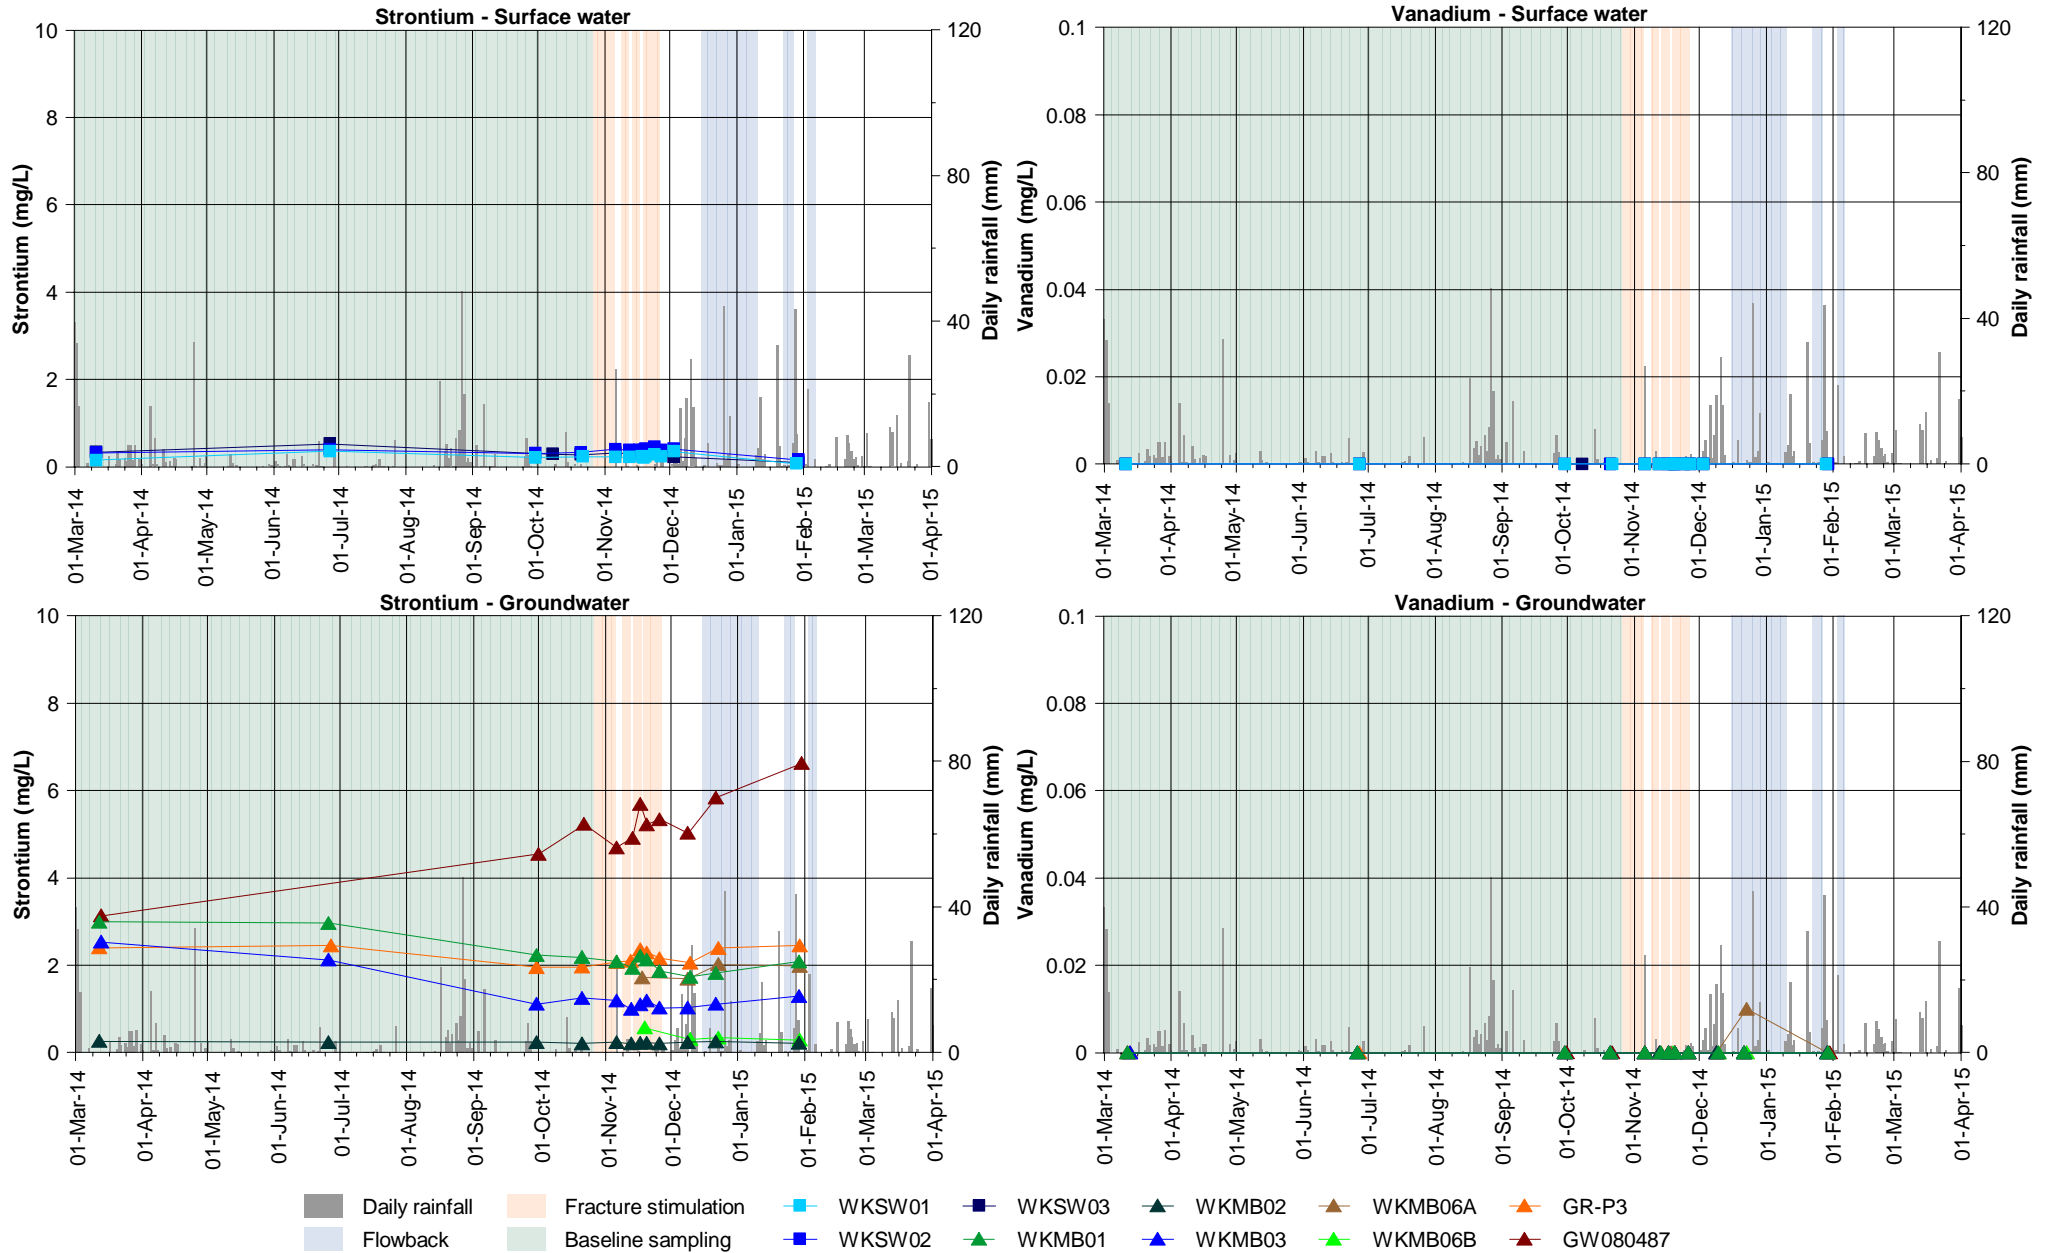 Strontium - Surface water
10
8
6
4
2
0
Strontium (mg/L)
120
80
40
0
Daily rainfall (mm)
01-Mar-14
01-Apr-14
01-May-14
01-Jun-14
01-Jul-14
01-Aug-14
01-Sep-14
01-Oct-14
01-Nov-14
01-Dec-14
01-Jan-15
01-Feb-15
01-Mar-15
01-Apr-15
Vanadium - Surface water
0.1
0.08
0.06
0.04
0.02
0
Vanadium (mg/L)
120
80
40
0
Daily rainfall (mm)
01-Mar-14
01-Apr-14
01-May-14
01-Jun-14
01-Jul-14
01-Aug-14
01-Sep-14
01-Oct-14
01-Nov-14
01-Dec-14
01-Jan-15
01-Feb-15
01-Mar-15
01-Apr-15
Strontium - Groundwater
10
8
6
4
2
0
Strontium (mg/L)
120
80
40
0
Daily rainfall (mm)
01-Mar-14
01-Apr-14
01-May-14
01-Jun-14
01-Jul-14
01-Aug-14
01-Sep-14
01-Oct-14
01-Nov-14
01-Dec-14
01-Jan-15
01-Feb-15
01-Mar-15
01-Apr-15
Vanadium - Groundwater
0.1
0.08
0.06
0.04
0.02
0
Vanadium (mg/L)
120
80
40
0
Daily rainfall (mm)
01-Mar-14
01-Apr-14
01-May-14
01-Jun-14
01-Jul-14
01-Aug-14
01-Sep-14
01-Oct-14
01-Nov-14
01-Dec-14
01-Jan-15
01-Feb-15
01-Mar-15
01-Apr-15
Daily rainfall Fracture stimulation WKSW01 WKSW03 WKMB02 WKMB06A GR-P3
Flowback Baseline sampling WKSW02 WKMB01 WKMB03 WKMB06B GW080487